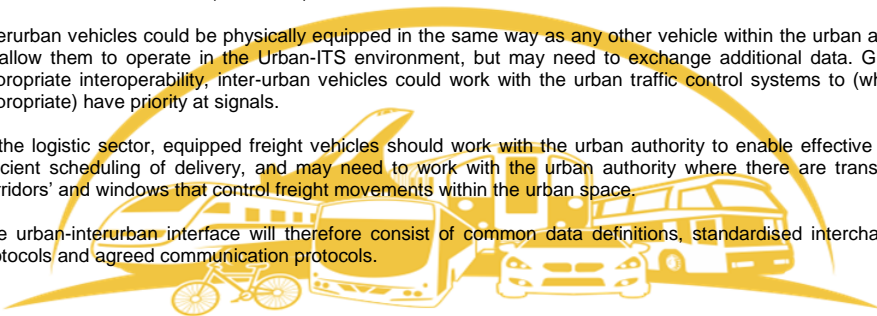 erurban vehicles could be physically equipped in the same way as any other vehicle within the urban a
allow them to operate in the Urban-ITS environment, but may need to exchange additional data. G
propriate interoperability, inter-urban vehicles could work with the urban traffic control systems to (wh
propriate) have priority at signals.
the logistic sector, equipped freight vehicles should work with the urban authority to enable effective
icient scheduling of delivery, and may need to work with the urban authority where there are trans
rridors' and windows that control freight movements within the urban space.
e urban-interurban interface will therefore consist of common data definitions, standardised intercha
otocols and agreed communication protocols.